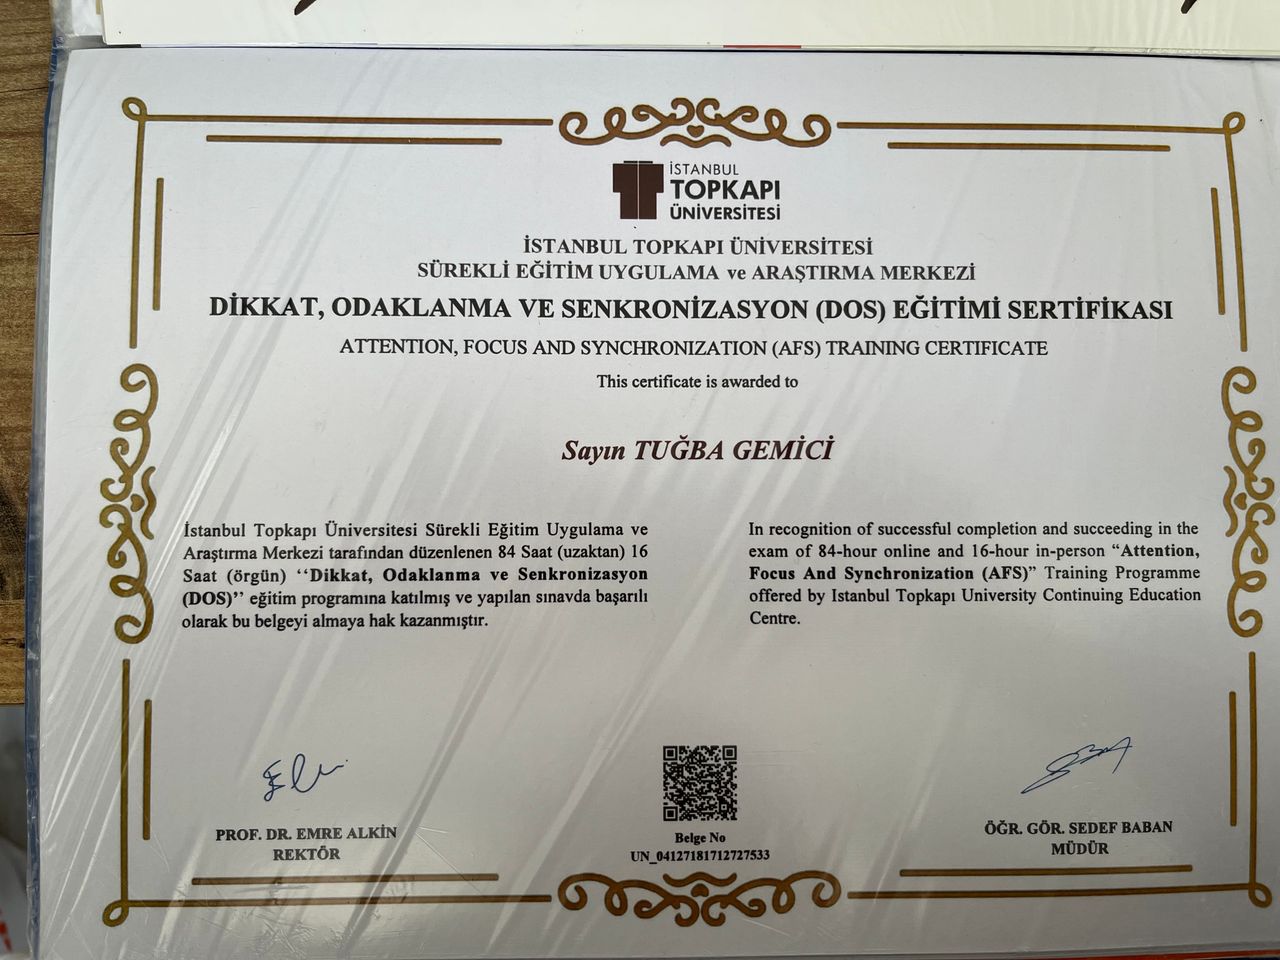 İSTANBUL
TOPKAPI
ÜNİVERSİTESİ
İSTANBUL TOPKAPI ÜNİVERSİTESİ
SÜREKLİ EĞİTİM UYGULAMA ve ARAŞTIRMA MERKEZİ
DİKKAT, ODAKLANMA VE SENKRONİZASYON (DOS) EĞİTİMİ SERTİFİKASI
ATTENTION, FOCUS AND SYNCHRONIZATION (AFS) TRAINING CERTIFICATE
This certificate is awarded to
Sayın TUĞBA GEMİCİ
İstanbul Topkapı Üniversitesi Sürekli Eğitim Uygulama ve
Araştırma Merkezi tarafından düzenlenen 84 Saat (uzaktan) 16
Saat (örgün) ‘‘Dikkat, Odaklanma ve Senkronizasyon
(DOS)’’ eğitim programına katılmış ve yapılan sınavda başarılı
olarak bu belgeyi almaya hak kazanmıştır.
In recognition of successful completion and succeeding in the
exam of 84-hour online and 16-hour in-person “Attention,
Focus And Synchronization (AFS)” Training Programme
offered by Istanbul Topkapı University Continuing Education
Centre.
PROF. DR. EMRE ALKİN
REKTÖR
Belge No
UN_04127181712727533
ÖĞR. GÖR. SEDEF BABAN
MÜDÜR